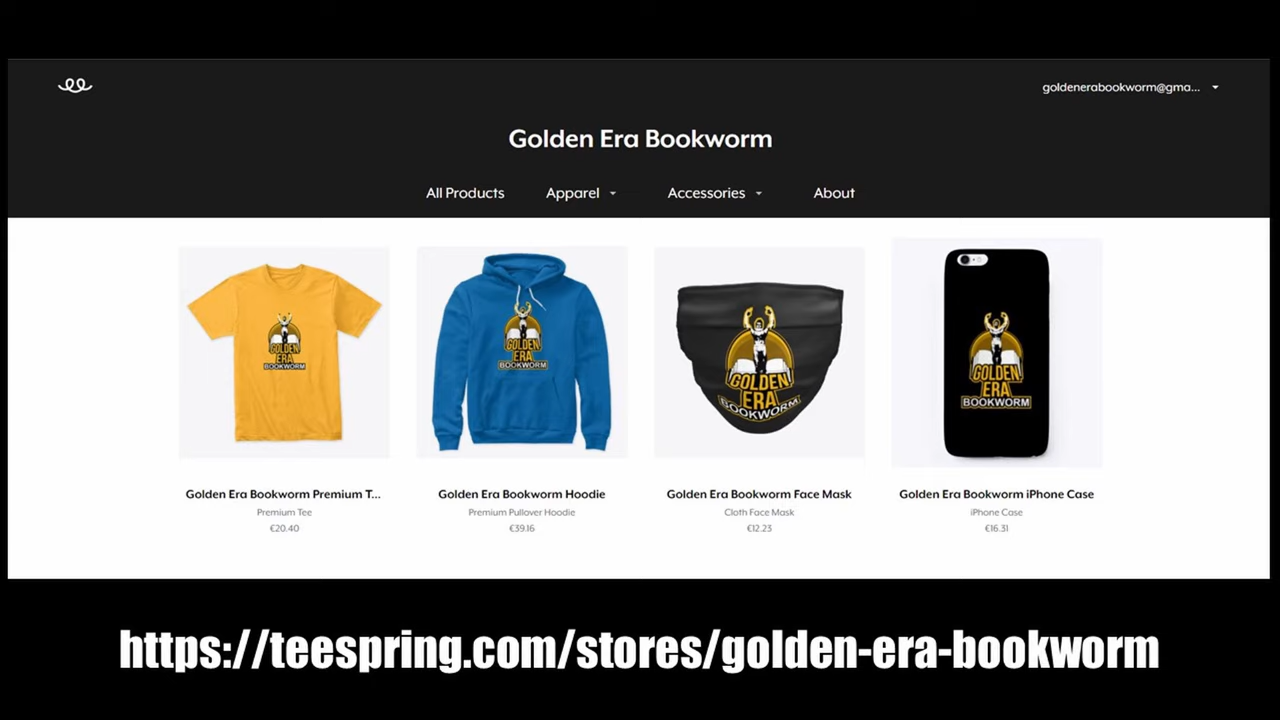 goldenerabookworm@gma...
Golden Era Bookworm
All Products Apparel Accessories About
GOLDEN
ERA
BOOKWORM
GOLDEN
ERA
BOOKWORM
GOLDEN
ERA
BOOKWORM
GOLDEN
ERA
BOOKWORM
Golden Era Bookworm Premium T...
Premium Tee
€20.40
Golden Era Bookworm Hoodie
Premium Pullover Hoodie
€39.16
Golden Era Bookworm Face Mask
Cloth Face Mask
€12.23
Golden Era Bookworm iPhone Case
iPhone Case
€16.31
https://teespring.com/stores/golden-era-bookworm